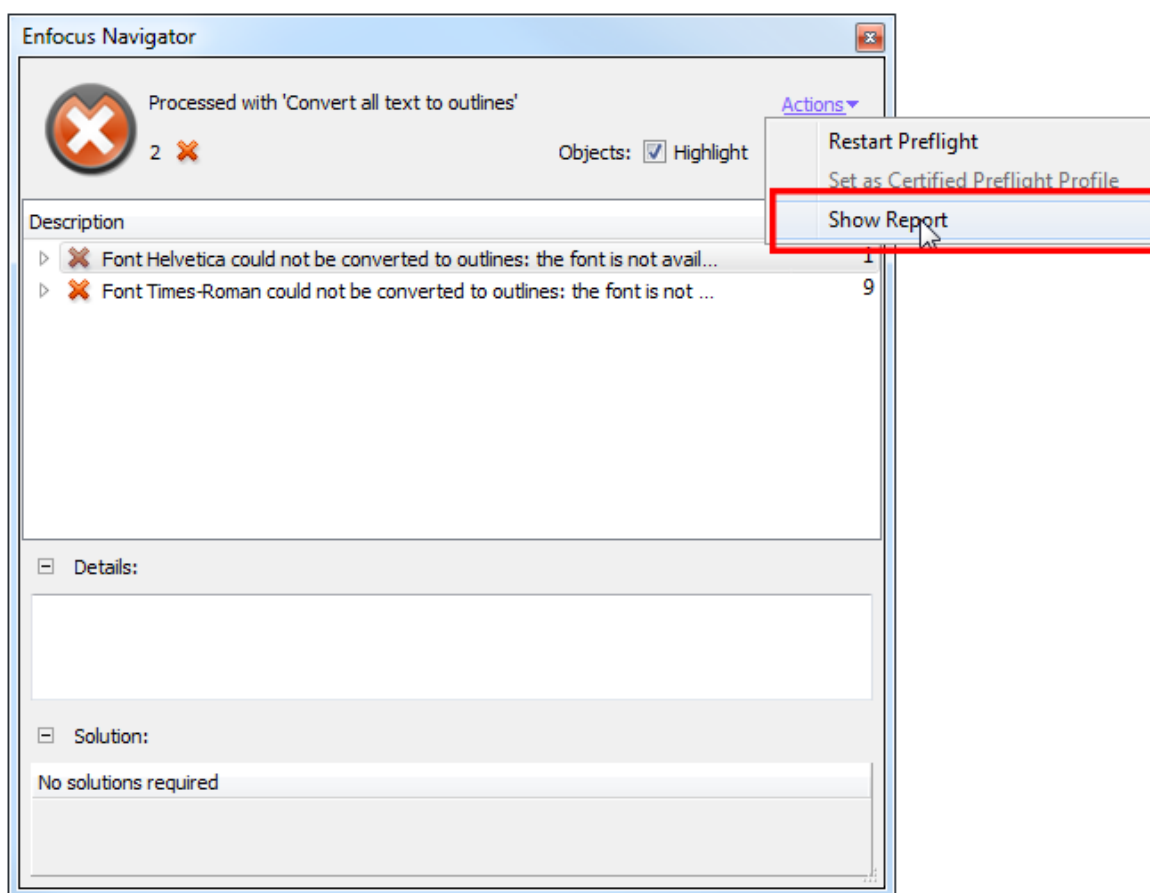 Enfocus Navigator
Processed with 'Convert all text to outlines'
Actions
2
Objects: Highlight
Restart Preflight
Set as Certified Preflight Profile
Show Report
Description
Font Helvetica could not be converted to outlines: the font is not avail... 1
Font Times-Roman could not be converted to outlines: the font is not ... 9
Details:
Solution:
No solutions required